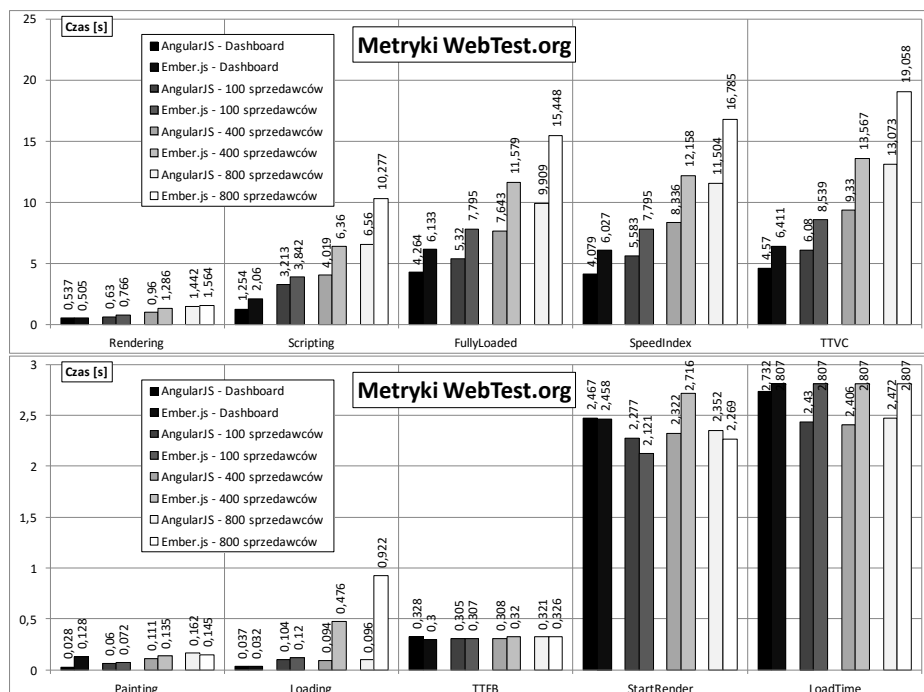 Czas [s]
Metryki WebTest.org
25
20
15
10
5
0
AngularJS - Dashboard
Ember.js - Dashboard
AngularJS - 100 sprzedawców
Ember.js - 100 sprzedawców
AngularJS - 400 sprzedawców
Ember.js - 400 sprzedawców
AngularJS - 800 sprzedawców
Ember.js - 800 sprzedawców
0,537 0,505 0,63 0,766 0,96 1,286 1,442 1,564
1,254 2,06 3,213 3,842 4,019 6,36 6,56 10,277
4,264 6,133 5,32 7,795 7,643 11,579 9,909 15,448
4,079 6,027 5,583 7,795 8,336 12,158 11,504 16,785
4,57 6,411 6,08 8,539 9,33 13,567 13,073 19,058
Rendering Scripting FullyLoaded SpeedIndex TTVC
Czas [s]
Metryki WebTest.org
3
2,5
2
1,5
1
0,5
0
AngularJS - Dashboard
Ember.js - Dashboard
AngularJS - 100 sprzedawców
Ember.js - 100 sprzedawców
AngularJS - 400 sprzedawców
Ember.js - 400 sprzedawców
AngularJS - 800 sprzedawców
Ember.js - 800 sprzedawców
0,028 0,128 0,06 0,072 0,111 0,135 0,162 0,145
0,037 0,032 0,104 0,12 0,094 0,476 0,096 0,922
0,328 0,3 0,305 0,307 0,308 0,32 0,321 0,326
2,467 2,458 2,277 2,121 2,322 2,716 2,352 2,269
2,732 2,807 2,43 2,807 2,406 2,807 2,472 2,807
Painting Loading TTFB StartRender LoadTime